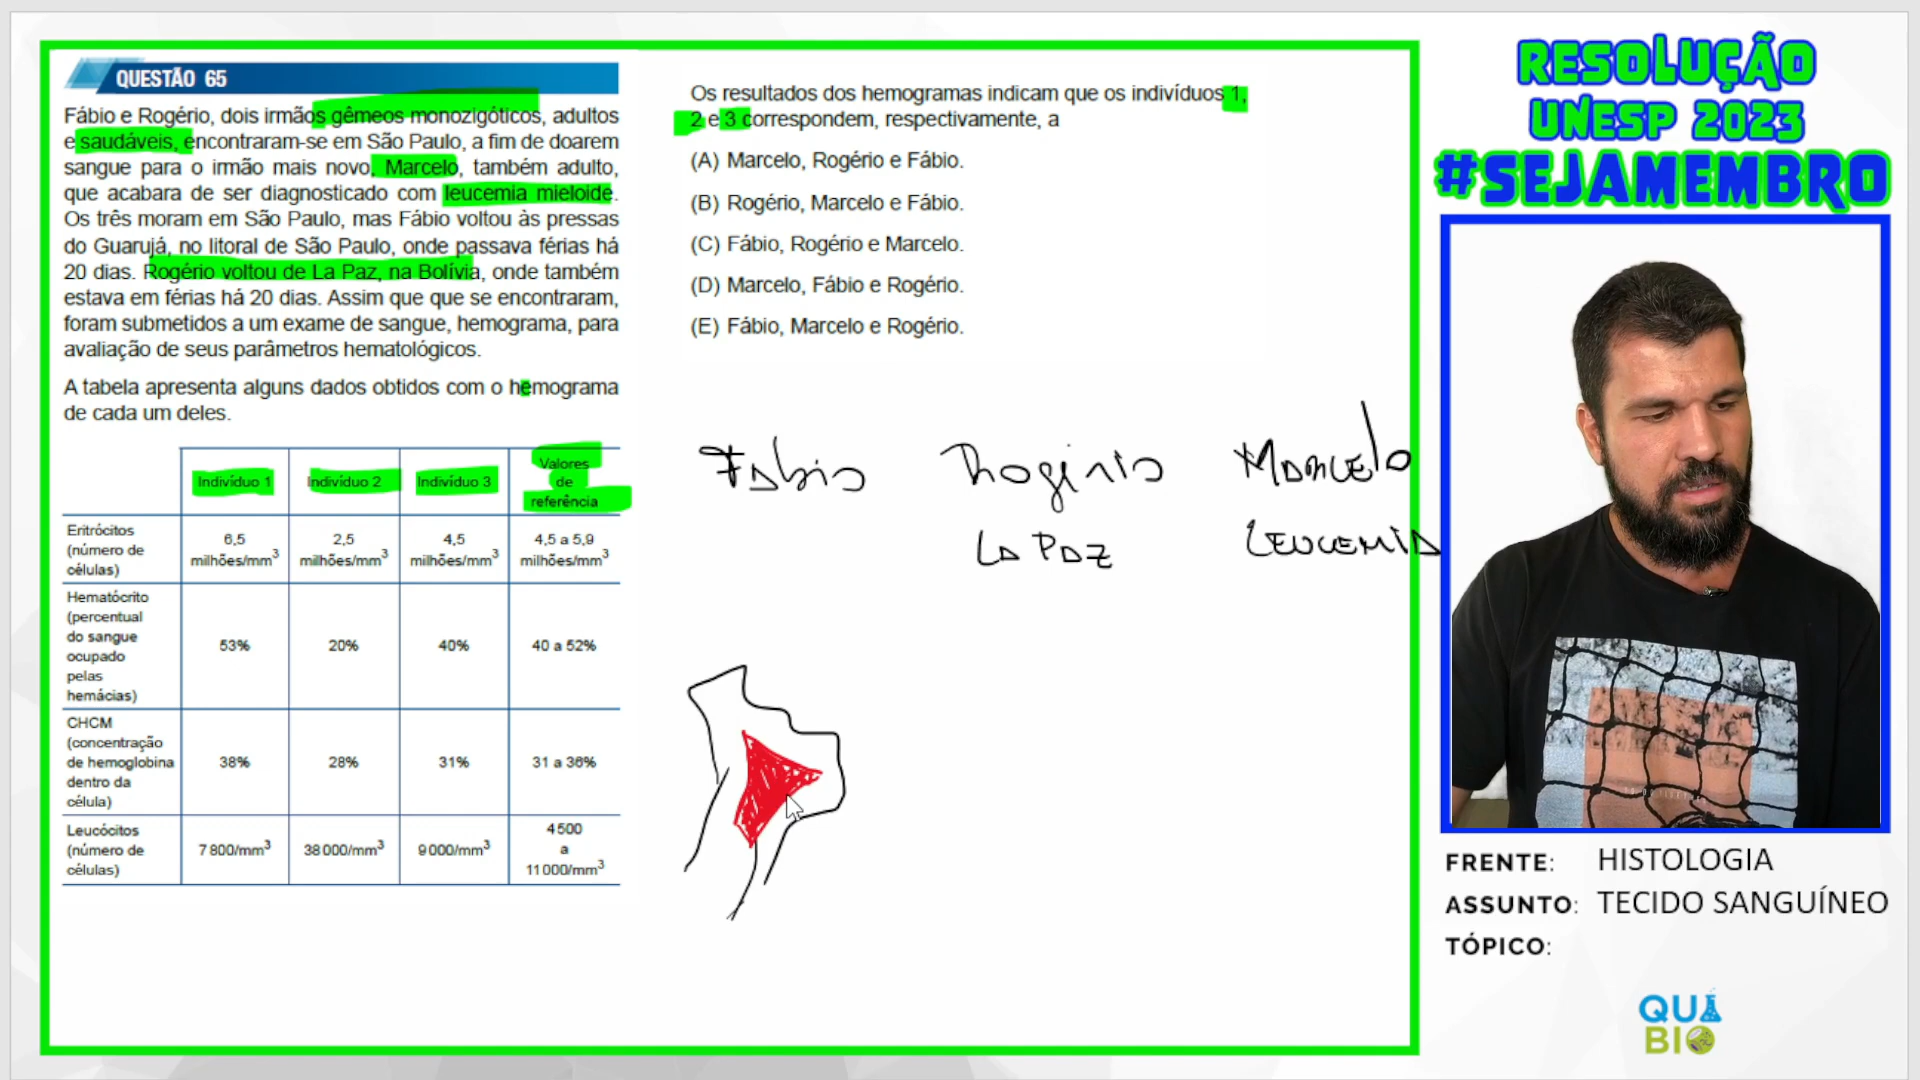 QUESTÃO 65
Fábio e Rogério, dois irmãos gêmeos monozigóticos, adultos
e saudáveis, encontraram-se em São Paulo, a fim de doarem
sangue para o irmão mais novo, Marcelo, também adulto,
que acabara de ser diagnosticado com leucemia mieloide.
Os três moram em São Paulo, mas Fábio voltou às pressas
do Guarujá, no litoral de São Paulo, onde passava férias há
20 dias. Rogério voltou de La Paz, na Bolívia, onde também
estava em férias há 20 dias. Assim que que se encontraram,
foram submetidos a um exame de sangue, hemograma, para
avaliação de seus parâmetros hematológicos.
A tabela apresenta alguns dados obtidos com o hemograma
de cada um deles.
Indivíduo 1 Indivíduo 2 Indivíduo 3 Valores
de
referência
Eritrócitos
(número de
células)
6,5
milhões/mm³
2,5
milhões/mm³
4,5
milhões/mm³
4,5 a 5,9
milhões/mm³
Hematócrito
(percentual
do sangue
ocupado
pelas
hemácias)
53% 20% 40% 40 a 52%
CHCM
(concentração
de hemoglobina
dentro da
célula)
38% 28% 31% 31 a 36%
Leucócitos
(número de
células)
7 800/mm³ 38 000/mm³ 9 000/mm³
4 500
a
11 000/mm³
Os resultados dos hemogramas indicam que os indivíduos 1,
2 e 3 correspondem, respectivamente, a
(A) Marcelo, Rogério e Fábio.
(B) Rogério, Marcelo e Fábio.
(C) Fábio, Rogério e Marcelo.
(D) Marcelo, Fábio e Rogério.
(E) Fábio, Marcelo e Rogério.
Fábio Rogério Marcelo
LA PAZ LEUCEMIA
RESOLUÇÃO
UNESP 2023
#SEJAMEMBRO
FRENTE: HISTOLOGIA
ASSUNTO: TECIDO SANGUÍNEO
TÓPICO:
QUÍ
BIO